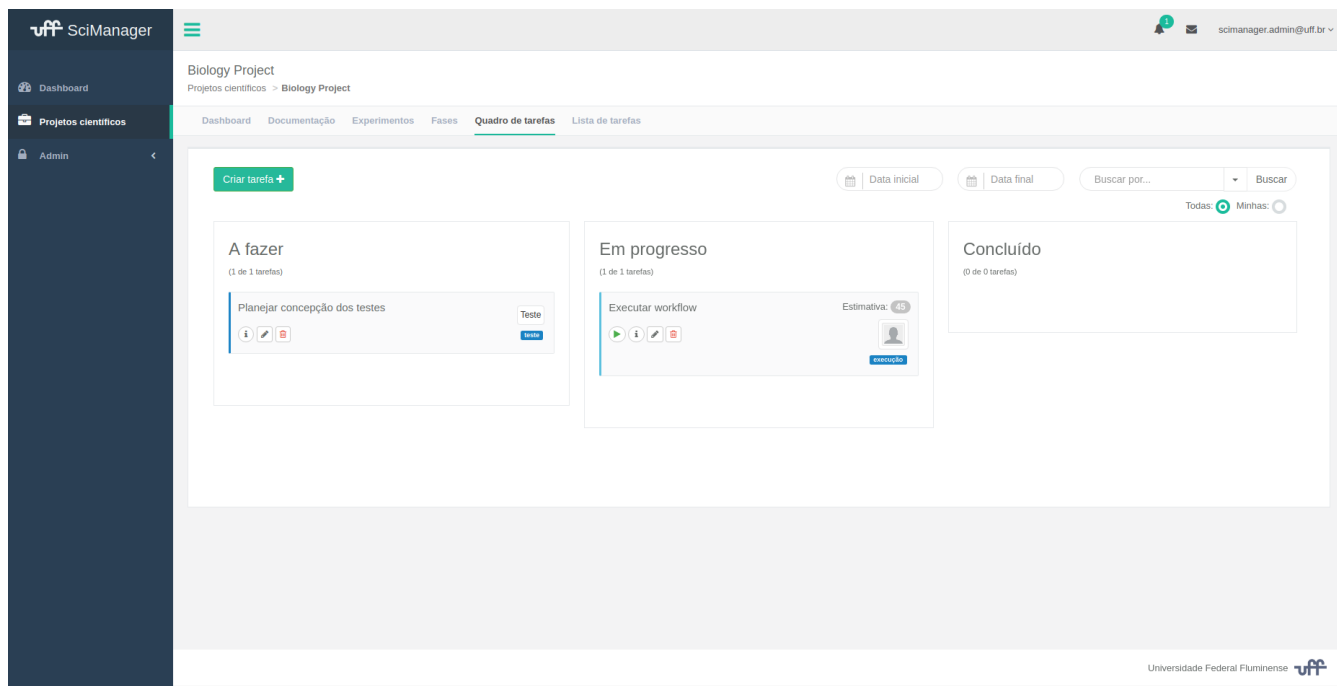 uff SciManager
1
scimanager.admin@uff.br
Dashboard
Projetos científicos
Admin
Biology Project
Projetos científicos > Biology Project
Dashboard Documentação Experimentos Fases Quadro de tarefas Lista de tarefas
Criar tarefa +
Data inicial
Data final
Buscar por...
Buscar
Todas: Minhas:
A fazer
(1 de 1 tarefas)
Planejar concepção dos testes
Teste
teste
Em progresso
(1 de 1 tarefas)
Executar workflow
Estimativa: 45
execução
Concluído
(0 de 0 tarefas)
Universidade Federal Fluminense uff